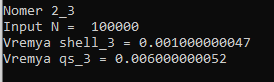 Nomer 2_3
Input N =  100000
Vremya shell_3 = 0.001000000047
Vremya qs_3 = 0.006000000052